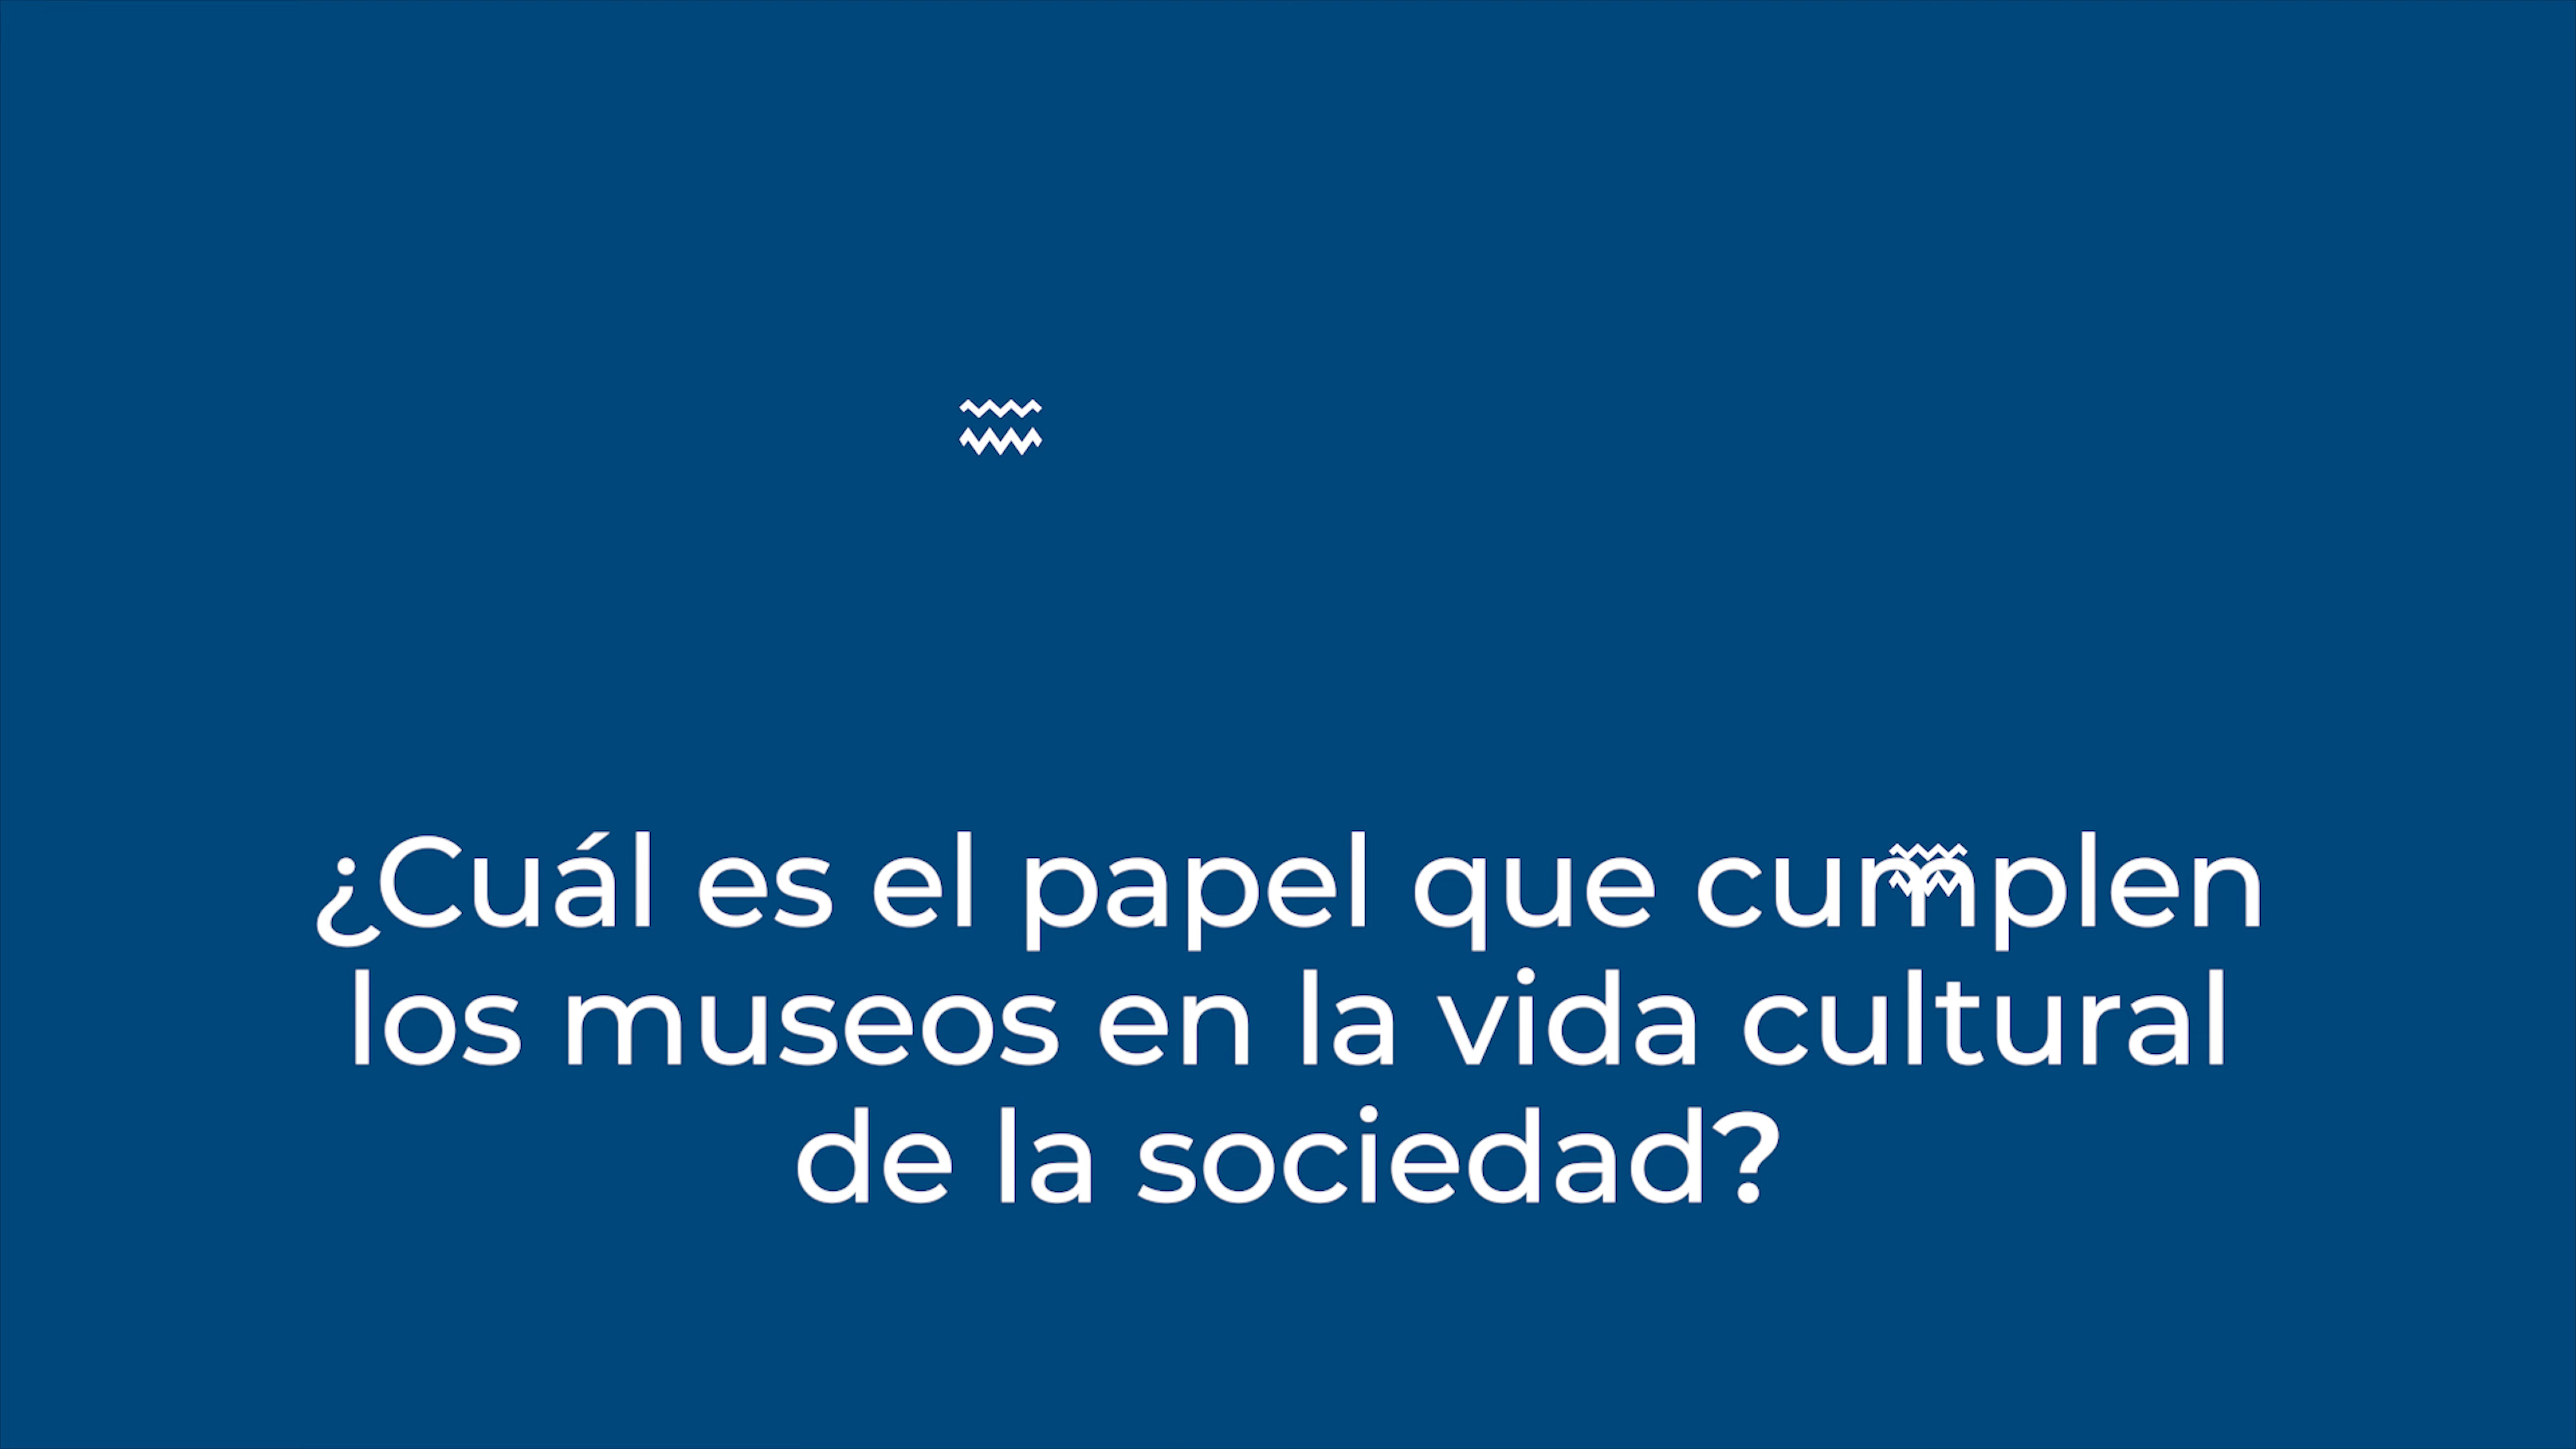 ¿Cuál es el papel que cumplen
los museos en la vida cultural
de la sociedad?